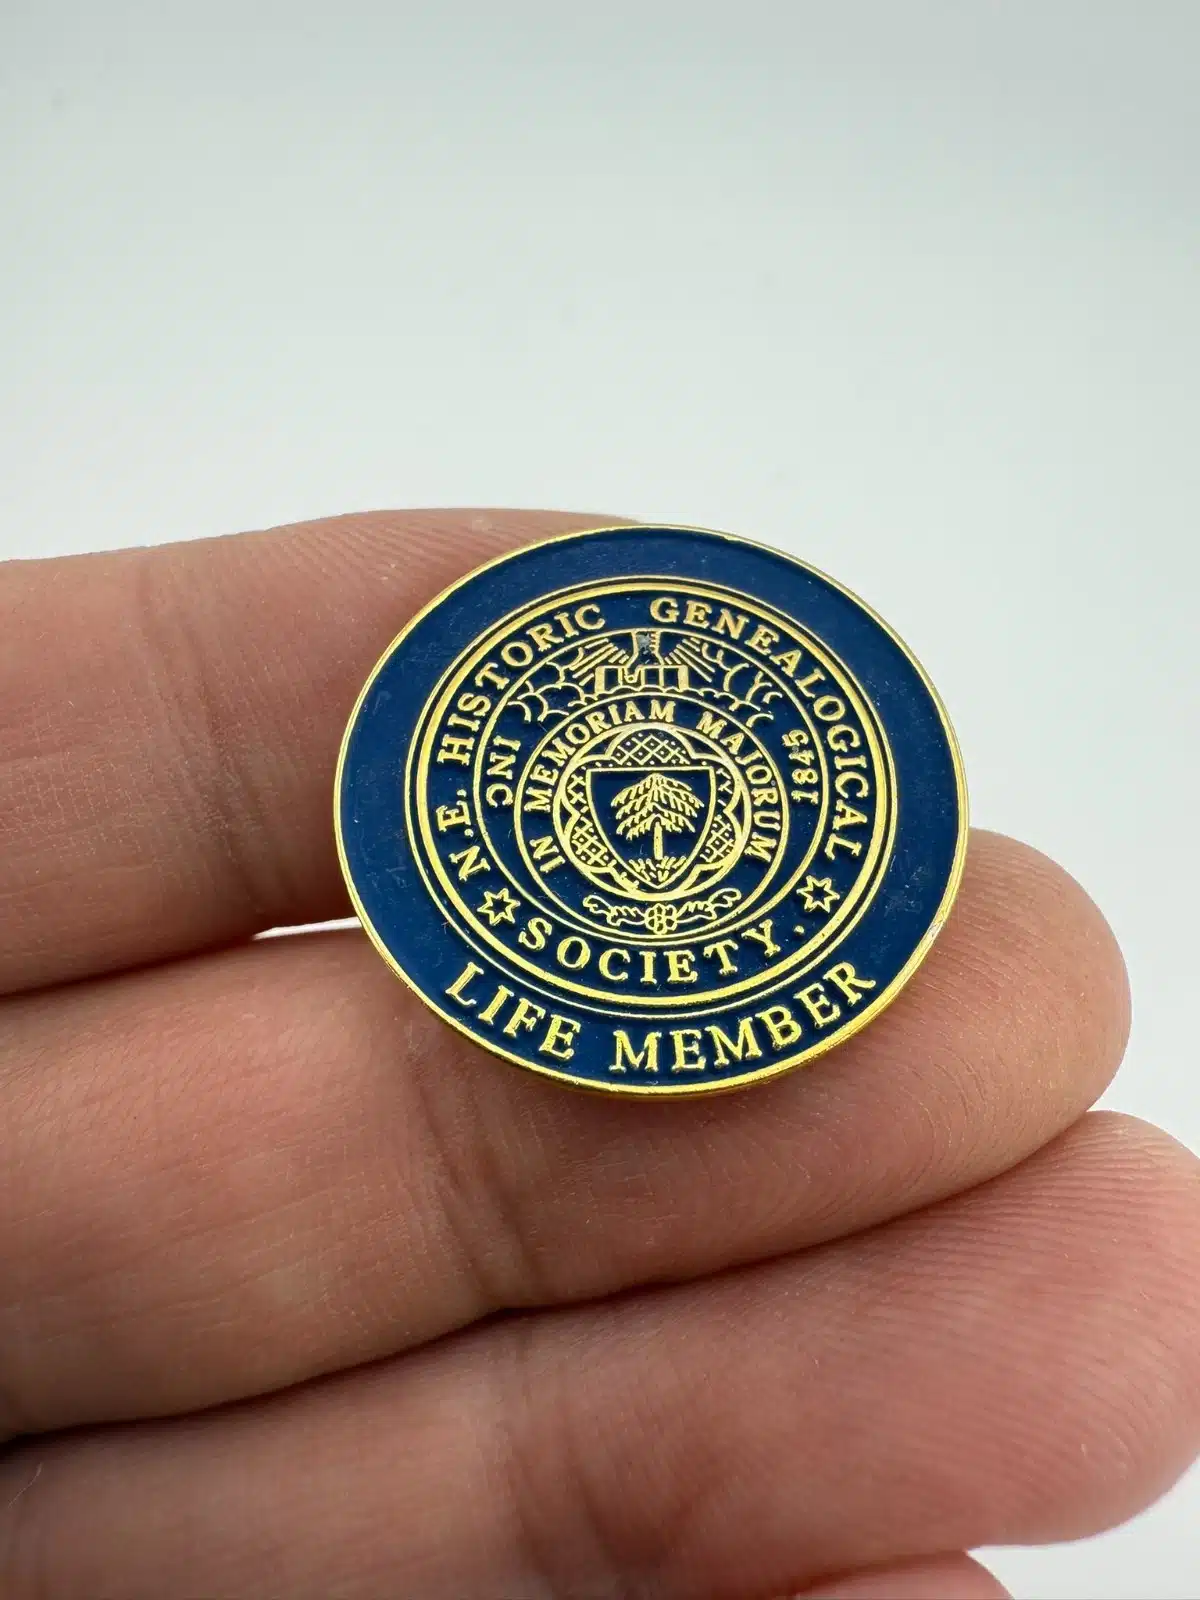 N.E. HISTORIC GENEALOGICAL
SOCIETY.
INC
1845
IN MEMORIAM MAJORUM
LIFE MEMBER